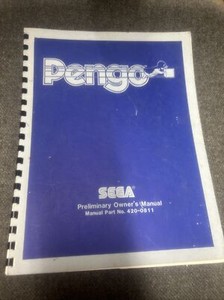 Pengo
SEGA
Preliminary Owner's Manual
Manual Part No. 420-0811